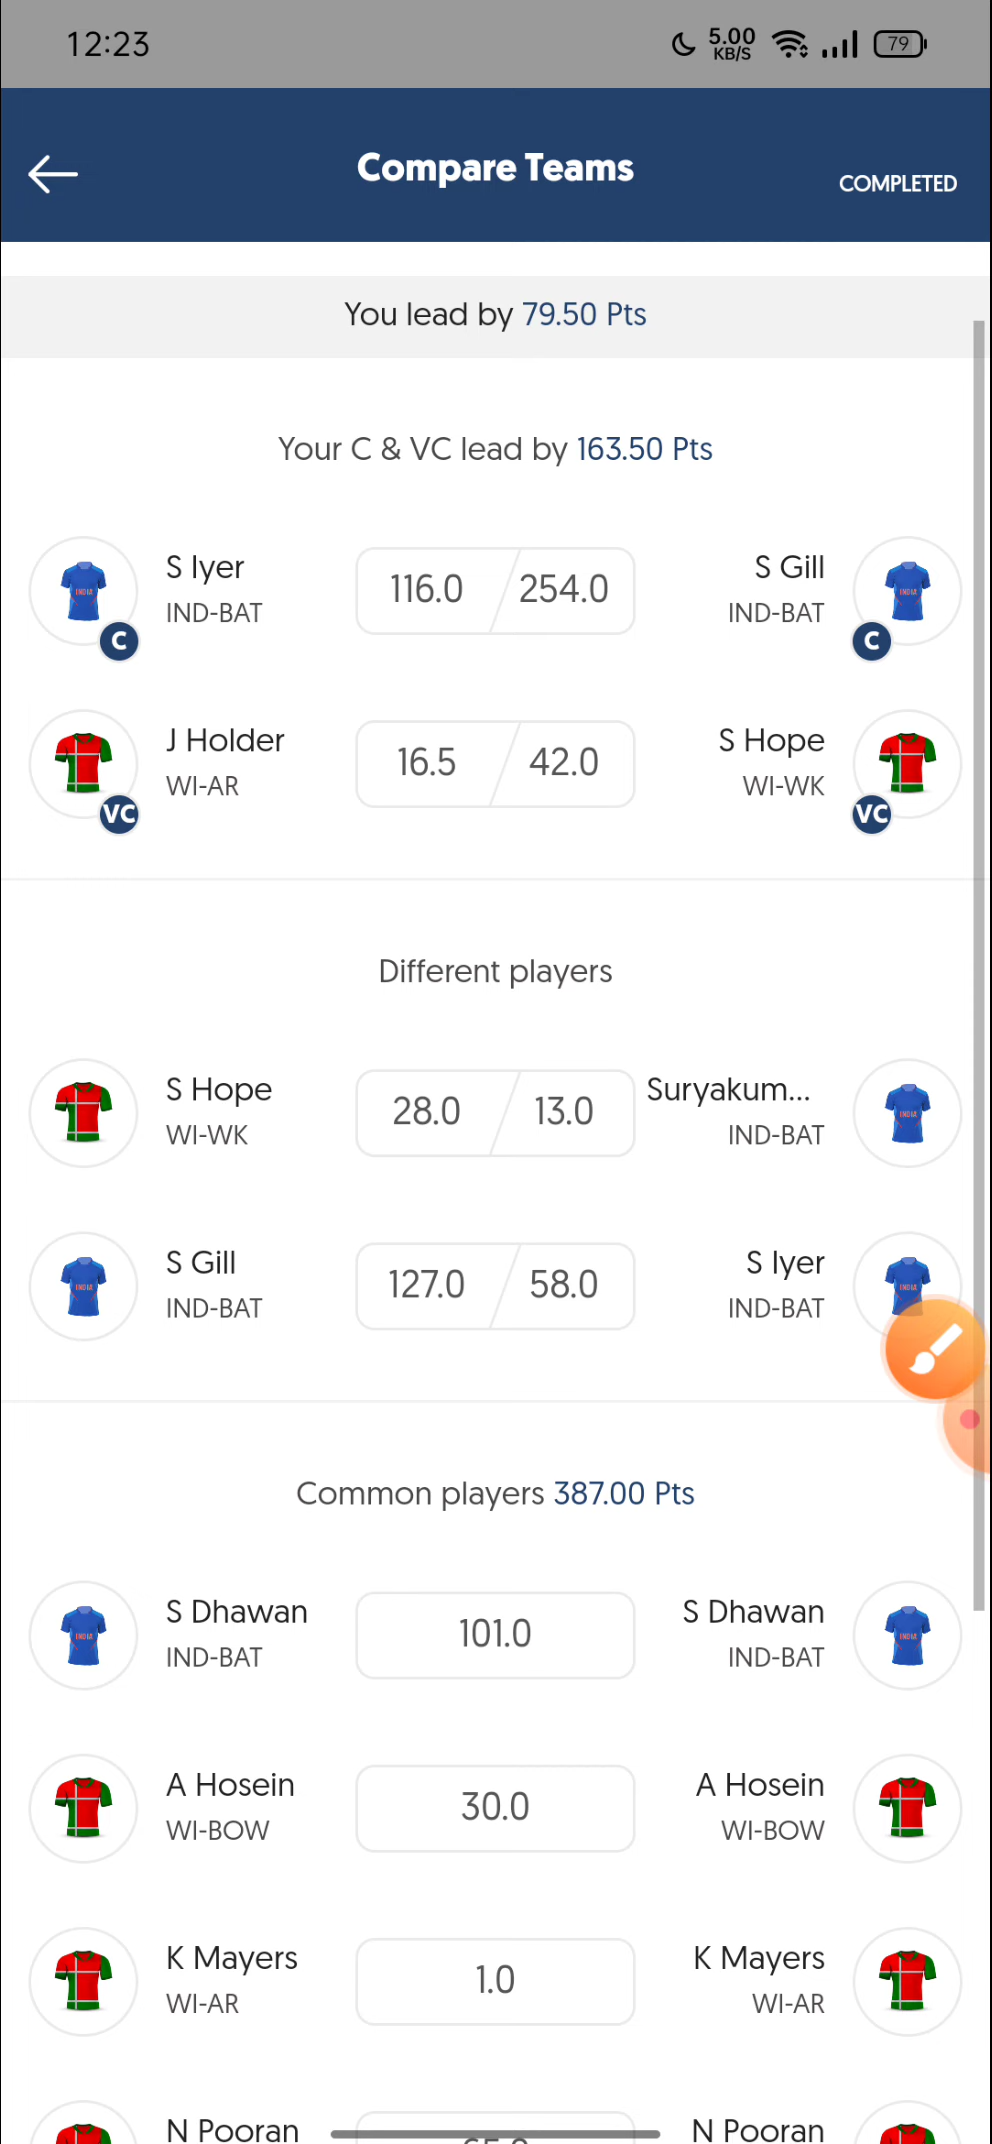 12:23
5.00
KB/S
79
Compare Teams
COMPLETED
You lead by 79.50 Pts
Your C & VC lead by 163.50 Pts
S Iyer
116.0
254.0
S Gill
IND-BAT
IND-BAT
C
C
J Holder
16.5
42.0
S Hope
WI-AR
WI-WK
VC
VC
Different players
S Hope
28.0
13.0
Suryakum...
WI-WK
IND-BAT
S Gill
127.0
58.0
S Iyer
IND-BAT
IND-BAT
Common players 387.00 Pts
S Dhawan
101.0
S Dhawan
IND-BAT
IND-BAT
A Hosein
30.0
A Hosein
WI-BOW
WI-BOW
K Mayers
1.0
K Mayers
WI-AR
WI-AR
N Pooran
N Pooran